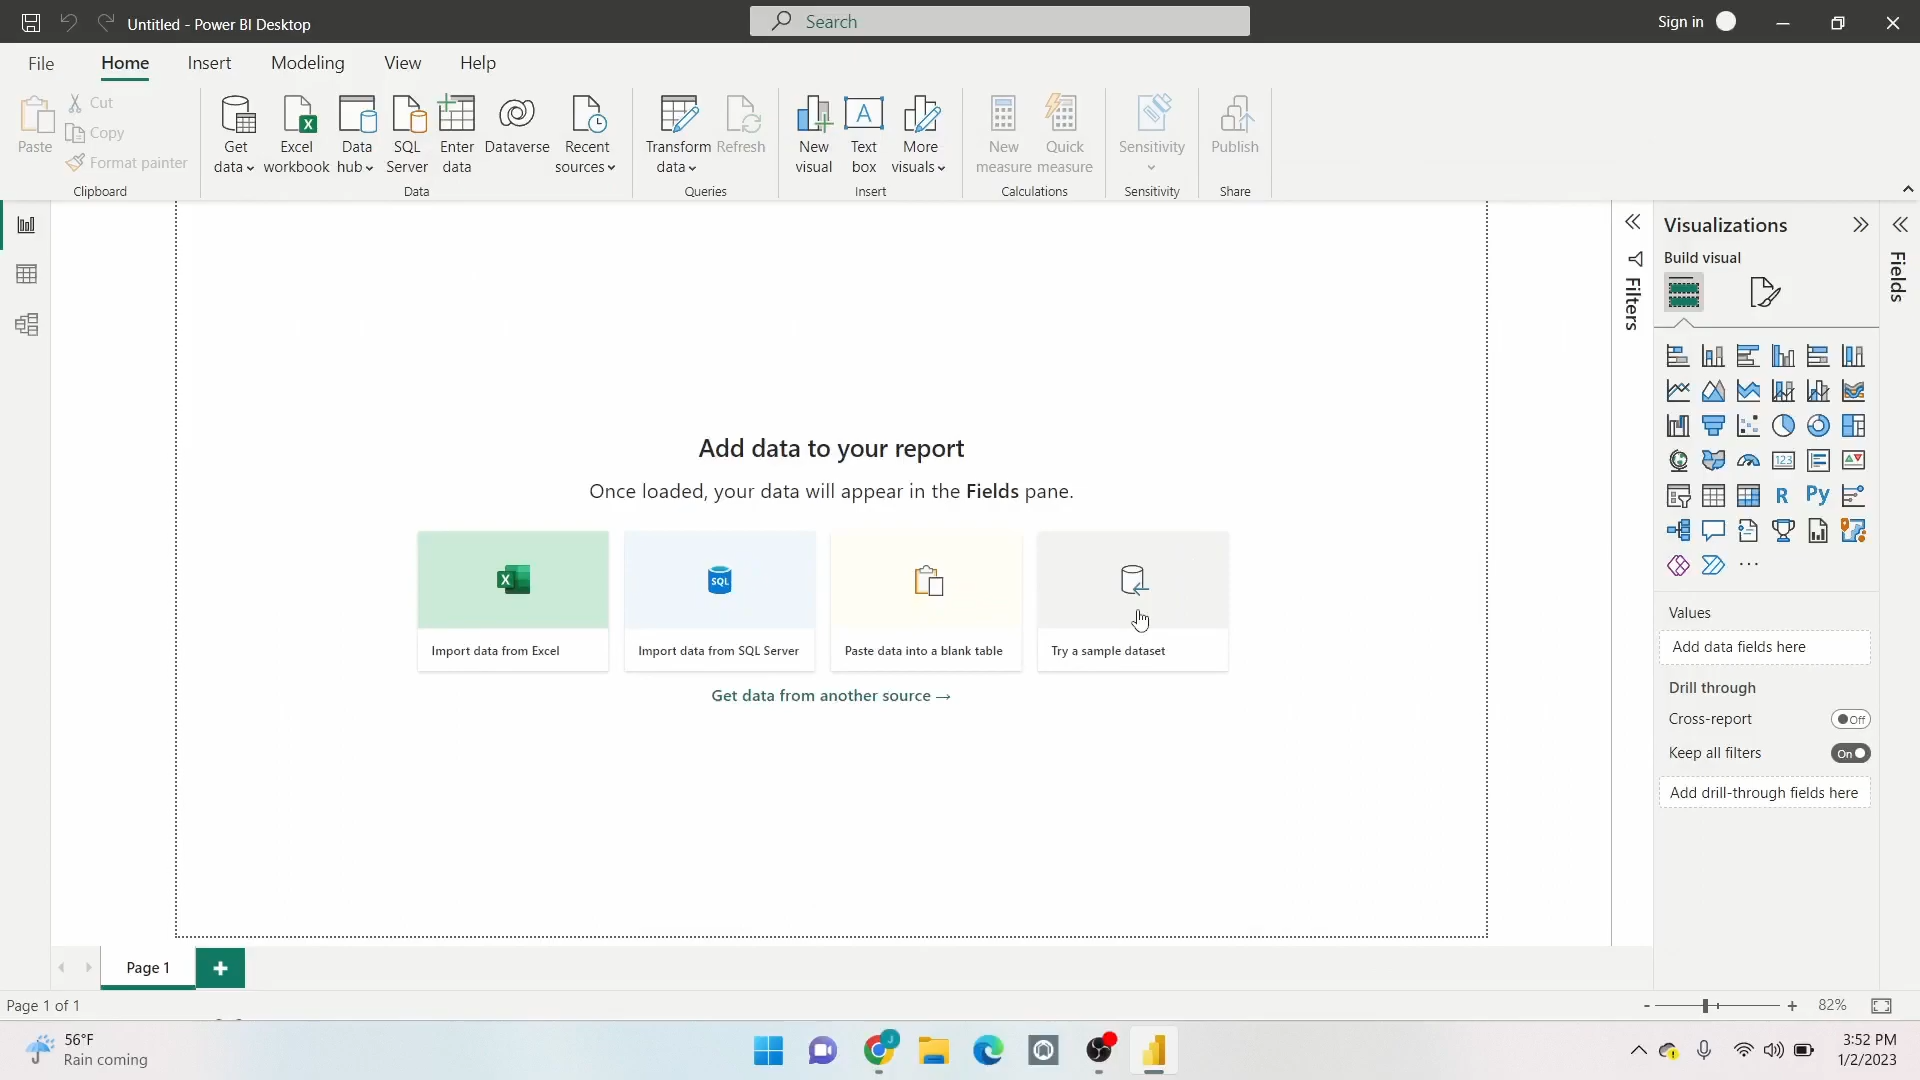 Untitled - Power BI Desktop
Search
Sign in
File
Home
Insert
Modeling
View
Help
Paste
Cut
Copy
Format painter
Clipboard
Get data
Excel workbook
Data hub
SQL Server
Enter data
Dataverse
Recent sources
Data
Transform data
Refresh
Queries
New visual
Text box
More visuals
Insert
New measure
Quick measure
Calculations
Sensitivity
Sensitivity
Publish
Share
Filters
Visualizations
Build visual
Fields
123
R
Py
Values
Add data fields here
Drill through
Cross-report
Off
Keep all filters
On
Add drill-through fields here
Add data to your report
Once loaded, your data will appear in the Fields pane.
X
SQL
Import data from Excel
Import data from SQL Server
Paste data into a blank table
Try a sample dataset
Get data from another source →
Page 1
+
Page 1 of 1
- + 82%
56°F
Rain coming
J
3:52 PM
1/2/2023